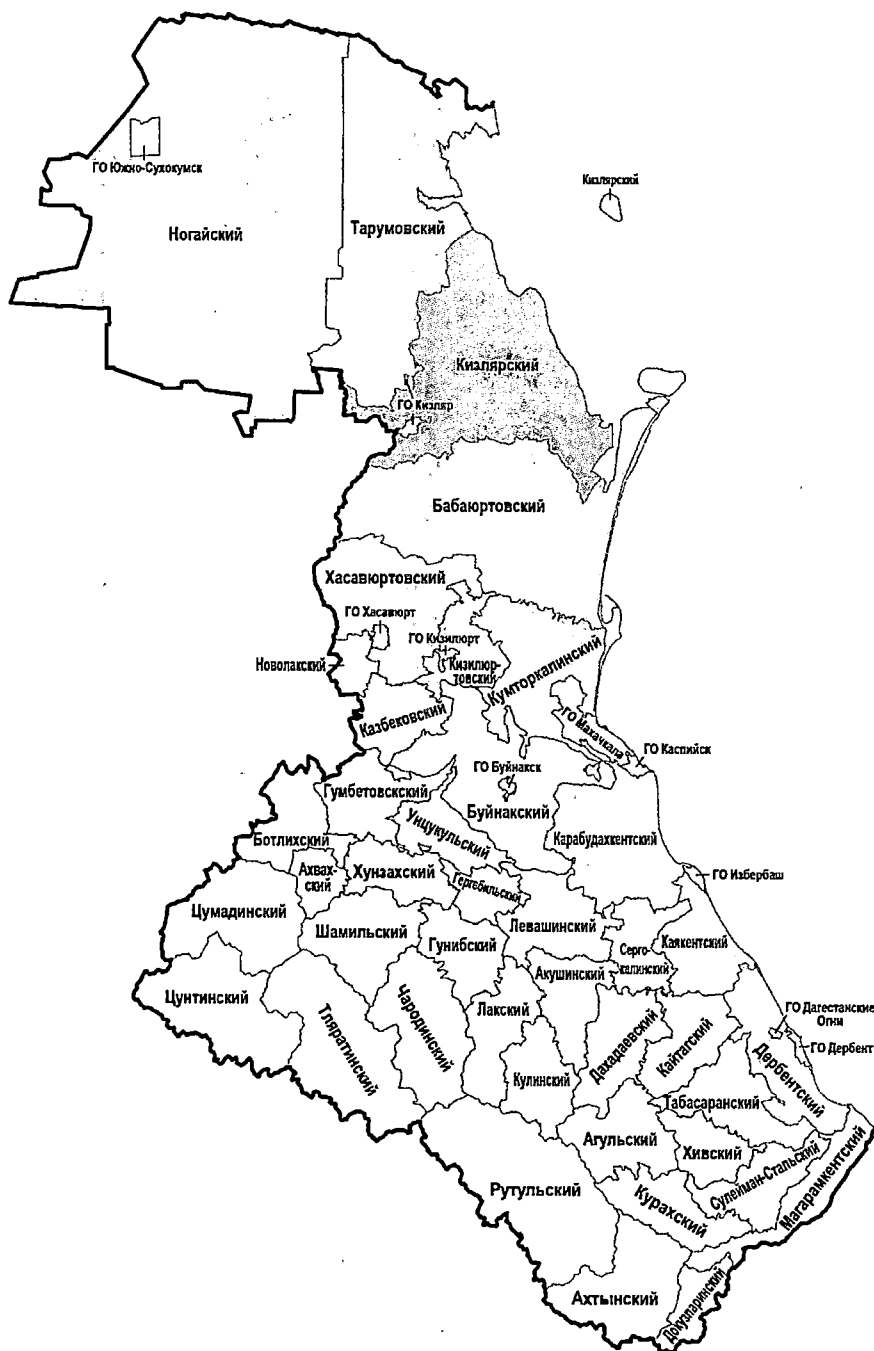 ГО Южно-Сухокумск
Кизлярский
Ногайский
Тарумовский
Кизлярский
ГО Кизляр
Бабаюртовский
Хасавюртовский
ГО Хасавюрт
ГО Кизилюрт
Новолакский
Кизилюр-
товский
Кумторкалинский
Казбековский
ГО Махачкала
ГО Каспийск
ГО Буйнакск
Гумбетовскский
Буйнакский
Унцукульский
Ботлихский
Карабудахкентский
Ахвах-
ский
Хунзахский
Гергебильский
ГО Избербаш
Цумадинский
Шамильский
Гунибский
Левашинский
Серго-
калинский
Каякентский
Акушинский
Цунтинский
Тляратинский
Чародинский
Лакский
Дахадаевский
Кайтагский
ГО Дагестанские
Огни
ГО Дербент
Дербентский
Кулинский
Табасаранский
Агульский
Хивский
Сулейман-Стальский
Магарамкентский
Рутульский
Курахский
Ахтынский
Докузпаринский